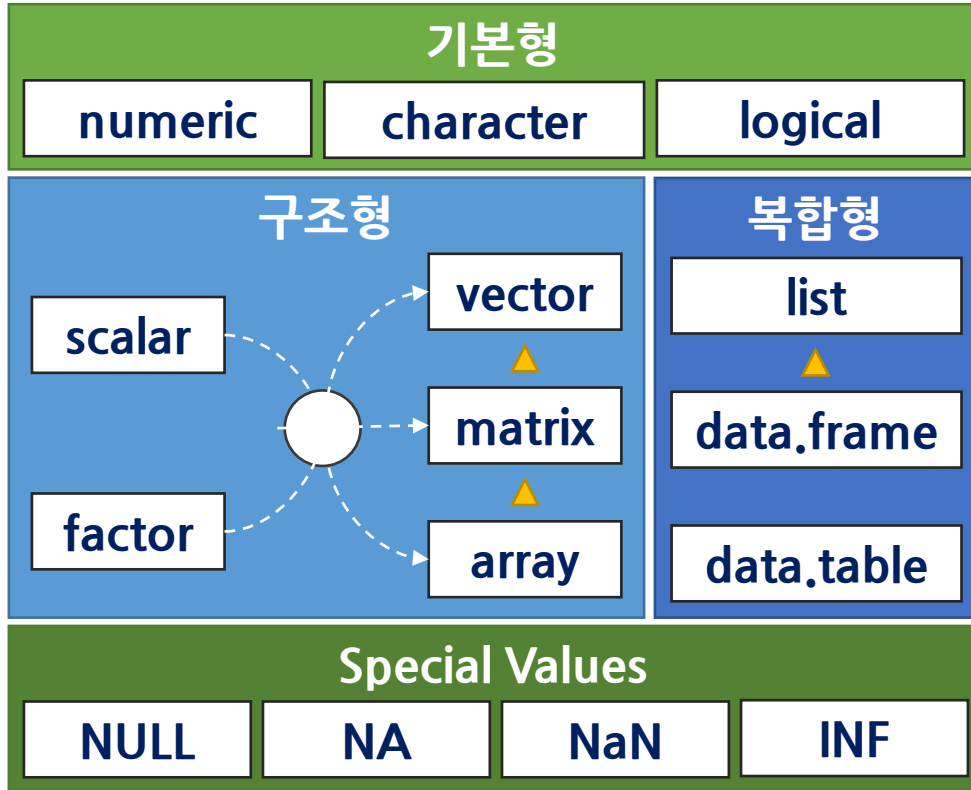 기본형
numeric character logical
구조형
scalar
factor
vector
matrix
array
복합형
list
data.frame
data.table
Special Values
NULL NA NaN INF